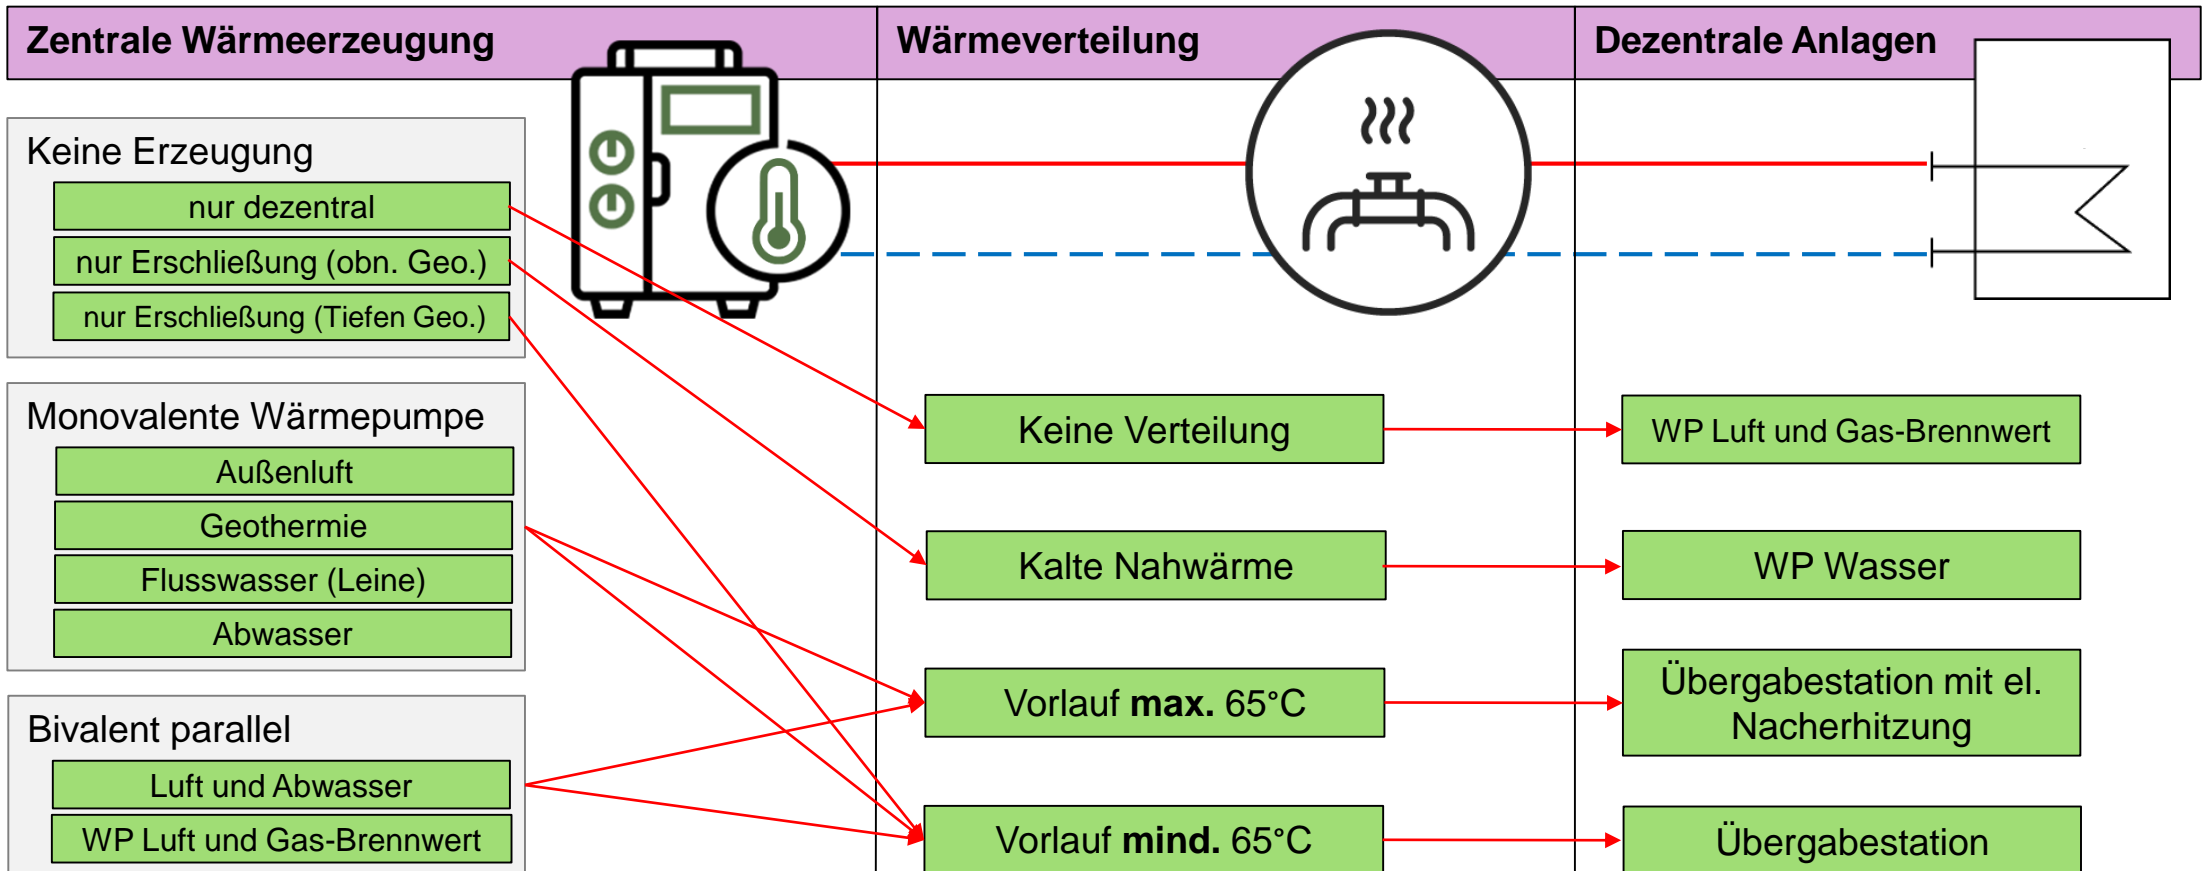 Zentrale Wärmeerzeugung
Wärmeverteilung
Dezentrale Anlagen
Keine Erzeugung
nur dezentral
nur Erschließung (obn. Geo.)
nur Erschließung (Tiefen Geo.)
Monovalente Wärmepumpe
Außenluft
Geothermie
Flusswasser (Leine)
Abwasser
Bivalent parallel
Luft und Abwasser
WP Luft und Gas-Brennwert
Keine Verteilung
Kalte Nahwärme
Vorlauf max. 65°C
Vorlauf mind. 65°C
WP Luft und Gas-Brennwert
WP Wasser
Übergabestation mit el.
Nacherhitzung
Übergabestation